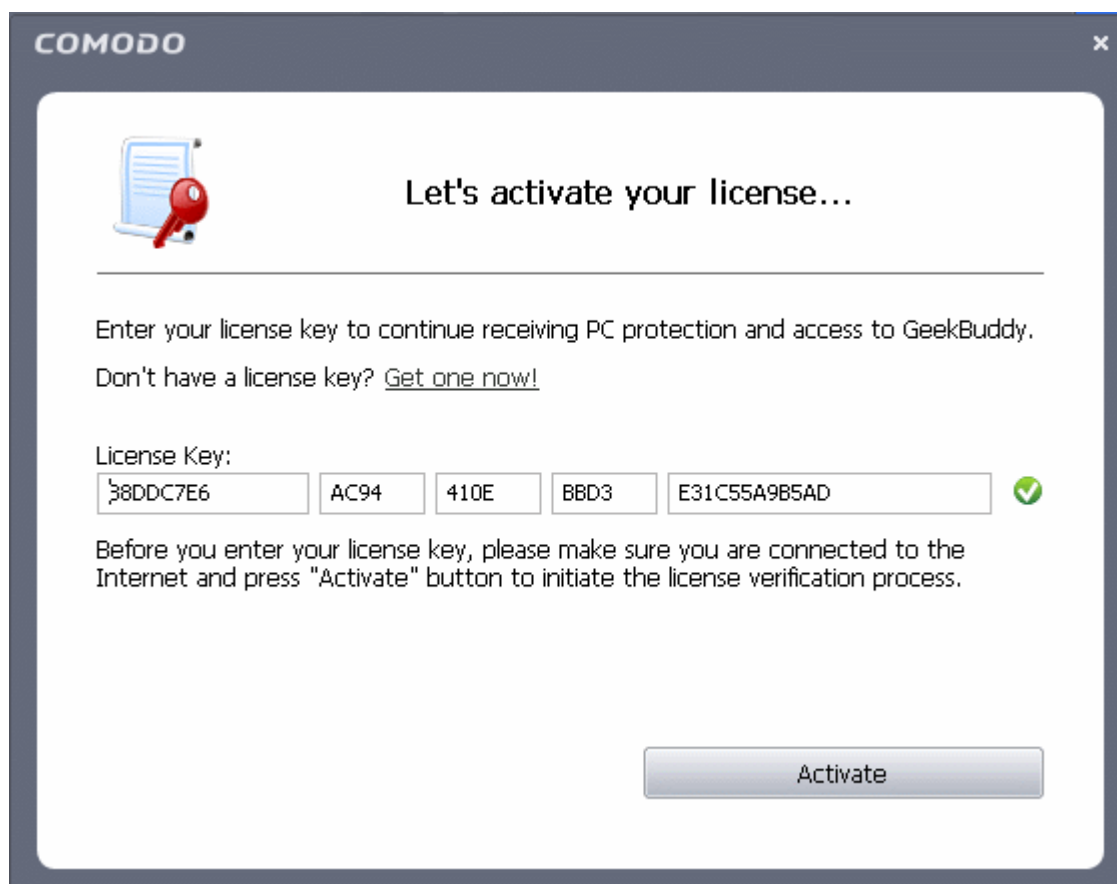 COMODO
Let's activate your license...
Enter your license key to continue receiving PC protection and access to GeekBuddy.
Don't have a license key? Get one now!
License Key:
38DDC7E6 AC94 410E BBD3 E31C55A9B5AD
Before you enter your license key, please make sure you are connected to the
Internet and press "Activate" button to initiate the license verification process.
Activate